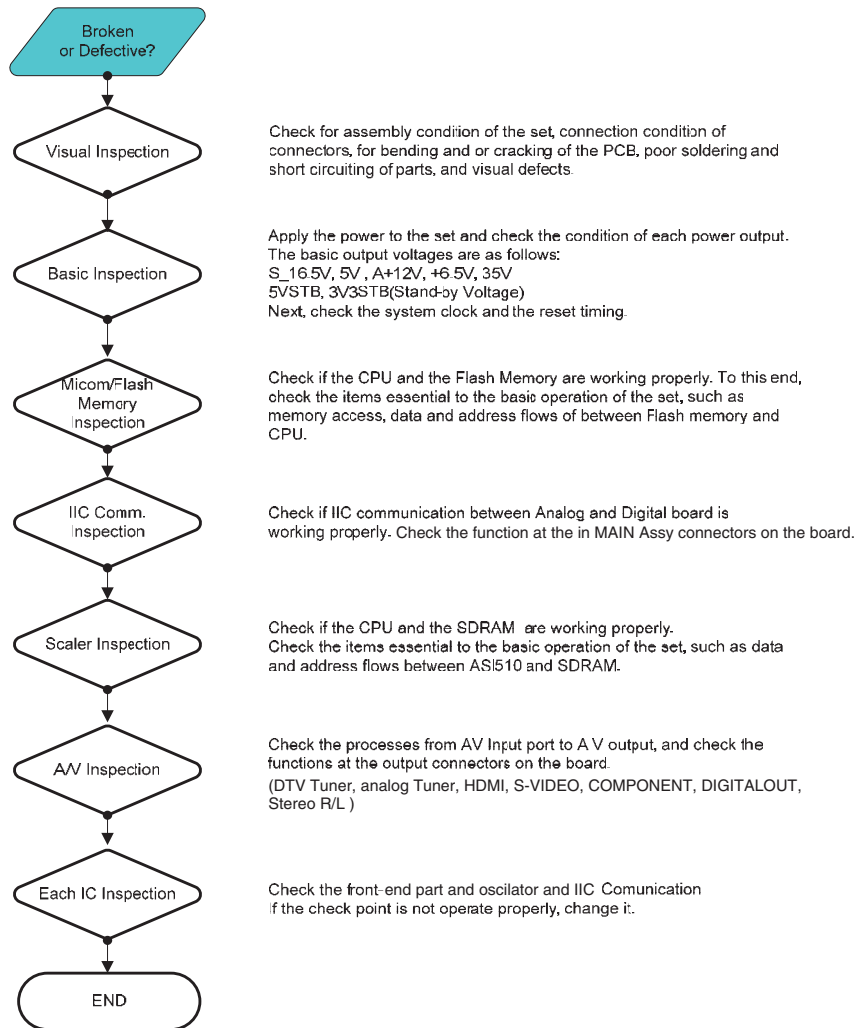 Broken
or Defective?
Visual Inspection
Check for assembly condition of the set, connection condition of
connectors, for bending and or cracking of the PCB, poor soldering and
short circuiting of parts, and visual defects.
Basic Inspection
Apply the power to the set and check the condition of each power output.
The basic output voltages are as follows:
S_16.5V, 5V , A+12V, +6.5V, 35V
5VSTB, 3V3STB(Stand-by Voltage)
Next, check the system clock and the reset timing.
Micom/Flash
Memory
Inspection
Check if the CPU and the Flash Memory are working properly. To this end,
check the items essential to the basic operation of the set, such as
memory access, data and address flows of between Flash memory and
CPU.
IIC Comm.
Inspection
Check if IIC communication between Analog and Digital board is
working properly. Check the function at the in MAIN Assy connectors on the board.
Scaler Inspection
Check if the CPU and the SDRAM are working properly.
Check the items essential to the basic operation of the set, such as data
and address flows between ASI510 and SDRAM.
A/V Inspection
Check the processes from AV Input port to A V output, and check the
functions at the output connectors on the board.
(DTV Tuner, analog Tuner, HDMI, S-VIDEO, COMPONENT, DIGITALOUT,
Stereo R/L )
Each IC Inspection
Check the front-end part and oscilator and IIC Comunication
If the check point is not operate properly, change it.
END